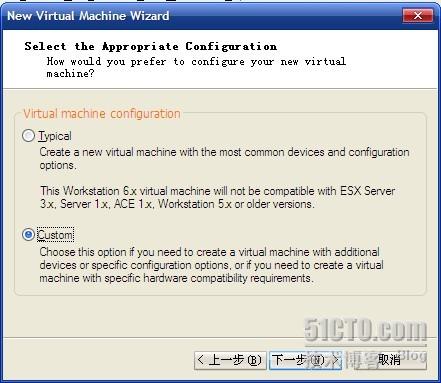 New Virtual Machine Wizard
Select the Appropriate Configuration
How would you prefer to configure your new virtual
machine?
Virtual machine configuration
Typical
Create a new virtual machine with the most common devices and configuration
options.
This Workstation 6.x virtual machine will not be compatible with ESX Server
3.x, Server 1.x, ACE 1.x, Workstation 5.x or older versions.
Custom
Choose this option if you need to create a virtual machine with additional
devices or specific configuration options, or if you need to create a virtual
machine with specific hardware compatibility requirements.
51CTO.com
技术博客 Blog
< 上一步(B) 下一步(N) > 取消